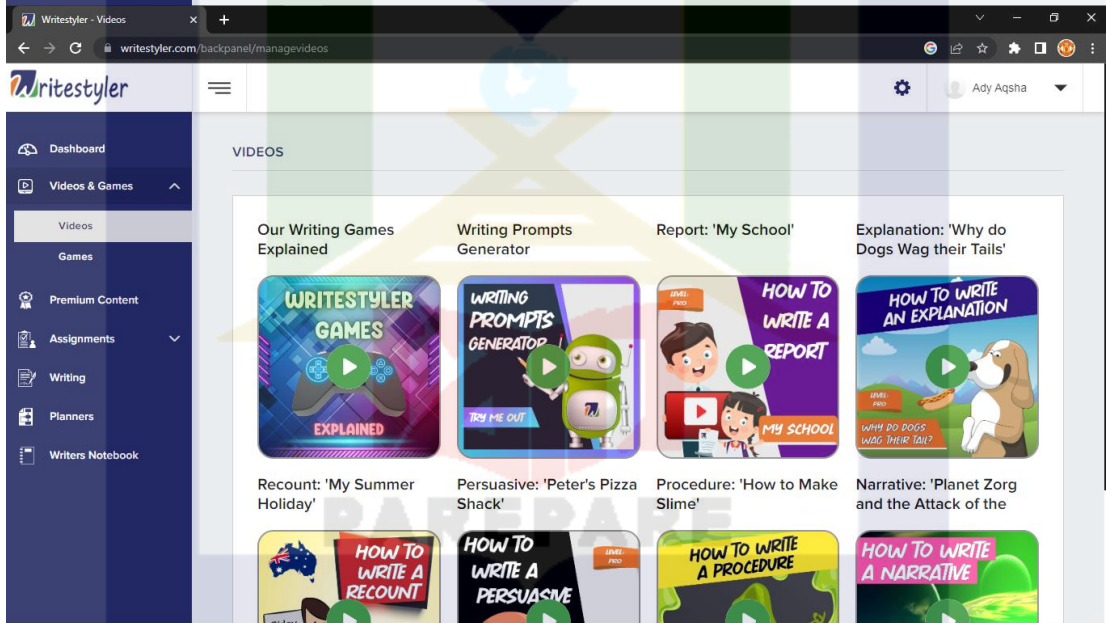 Writestyler - Videos
writestyler.com/backpanel/managevideos
Writestyler
Ady Aqsha
Dashboard
Videos & Games
Videos
Games
Premium Content
Assignments
Writing
Planners
Writers Notebook
VIDEOS
Our Writing Games
Explained
WRITESTYLER
GAMES
EXPLAINED
Writing Prompts
Generator
WRITING
PROMPTS
GENERATOR
TRY ME OUT
Report: 'My School'
LEVEL:
PRO
HOW TO
WRITE A
REPORT
MY SCHOOL
Explanation: 'Why do
Dogs Wag their Tails'
HOW TO WRITE
AN EXPLANATION
LEVEL:
PRO
WHY DO DOGS
WAG THEIR TAIL?
Recount: 'My Summer
Holiday'
HOW TO
WRITE A
RECOUNT
Persuasive: 'Peter's Pizza
Shack'
HOW TO
WRITE A
PERSUASIVE
LEVEL:
PRO
Procedure: 'How to Make
Slime'
HOW TO WRITE
A PROCEDURE
Narrative: 'Planet Zorg
and the Attack of the
HOW TO WRITE
A NARRATIVE
PAREPARE